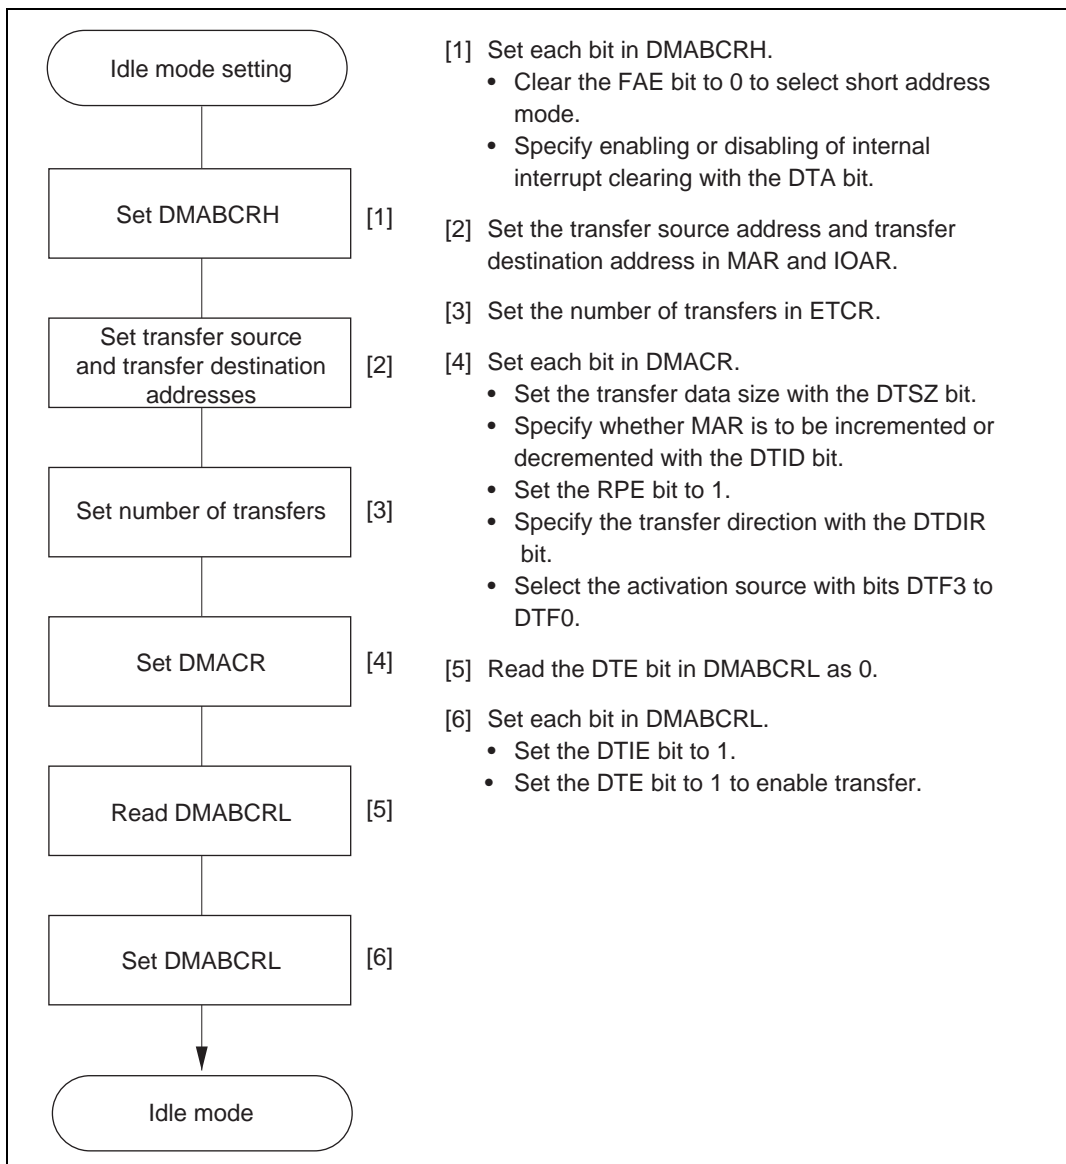 Idle mode setting
Set DMABCRH
[1]
Set transfer source
and transfer destination
addresses
[2]
Set number of transfers
[3]
Set DMACR
[4]
Read DMABCRL
[5]
Set DMABCRL
[6]
Idle mode
[1] Set each bit in DMABCRH.
• Clear the FAE bit to 0 to select short address
mode.
• Specify enabling or disabling of internal
interrupt clearing with the DTA bit.
[2] Set the transfer source address and transfer
destination address in MAR and IOAR.
[3] Set the number of transfers in ETCR.
[4] Set each bit in DMACR.
• Set the transfer data size with the DTSZ bit.
• Specify whether MAR is to be incremented or
decremented with the DTID bit.
• Set the RPE bit to 1.
• Specify the transfer direction with the DTDIR
bit.
• Select the activation source with bits DTF3 to
DTF0.
[5] Read the DTE bit in DMABCRL as 0.
[6] Set each bit in DMABCRL.
• Set the DTIE bit to 1.
• Set the DTE bit to 1 to enable transfer.